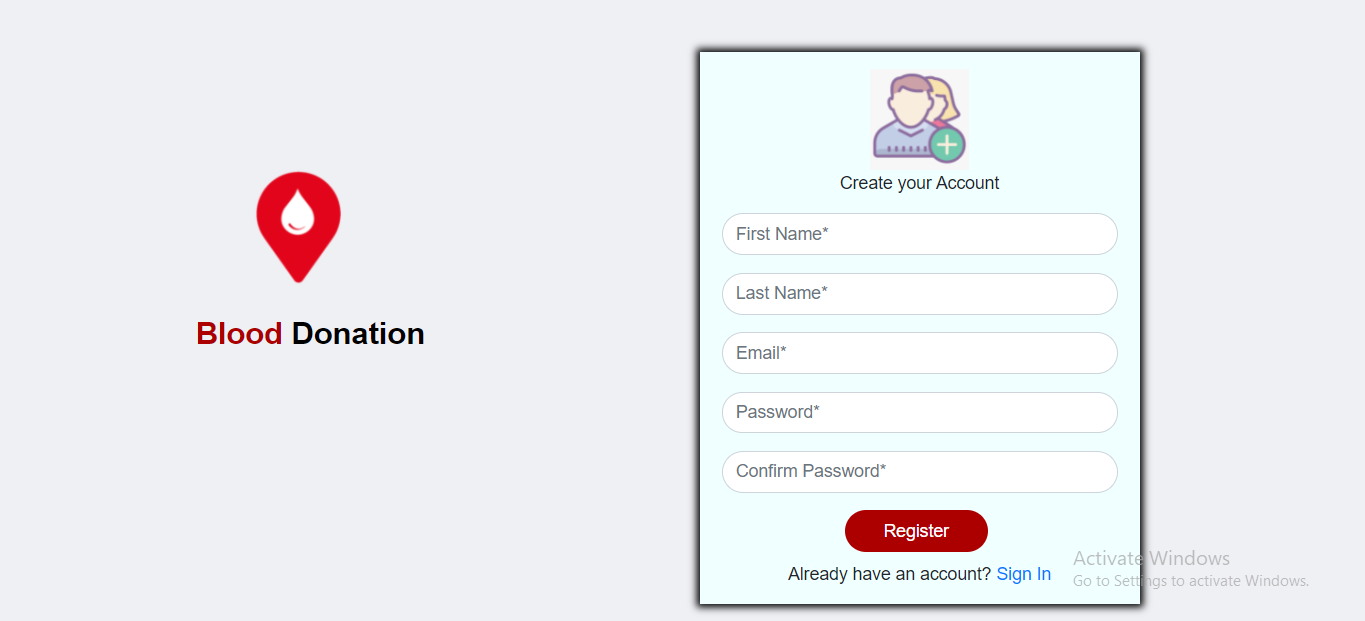 Blood Donation
Create your Account
First Name*
Last Name*
Email*
Password*
Confirm Password*
Register
Already have an account? Sign In
Activate Windows
Go to Settings to activate Windows.